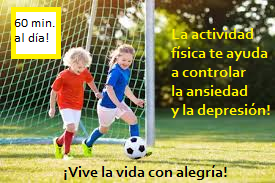 60 min.
al día!
La actividad
física te ayuda
a controlar
la ansiedad
y la depresión!
¡Vive la vida con alegría!